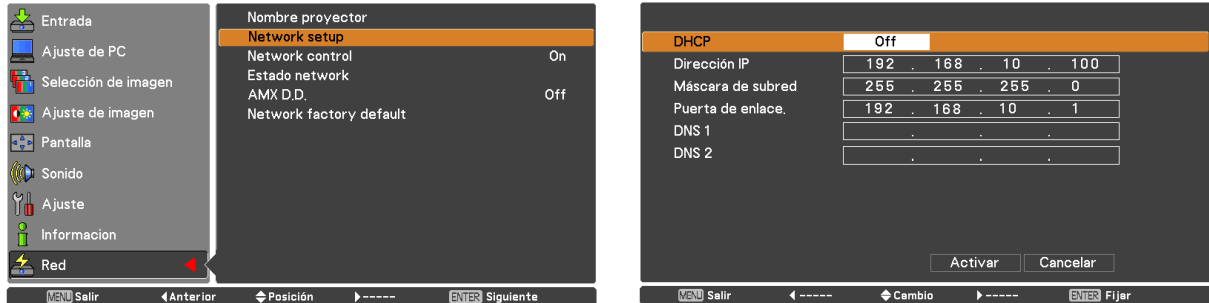 Entrada
Ajuste de PC
Selección de imagen
Ajuste de imagen
Pantalla
Sonido
Ajuste
Informacion
Red
Nombre proyector
Network setup
Network control On
Estado network
AMX D.D. Off
Network factory default
MENU Salir Anterior Posición ----- ENTER Siguiente
DHCP Off
Dirección IP 192 . 168 . 10 . 100
Máscara de subred 255 . 255 . 255 . 0
Puerta de enlace. 192 . 168 . 10 . 1
DNS 1 . . .
DNS 2 . . .
Activar Cancelar
MENU Salir ----- Cambio ----- ENTER Fijar